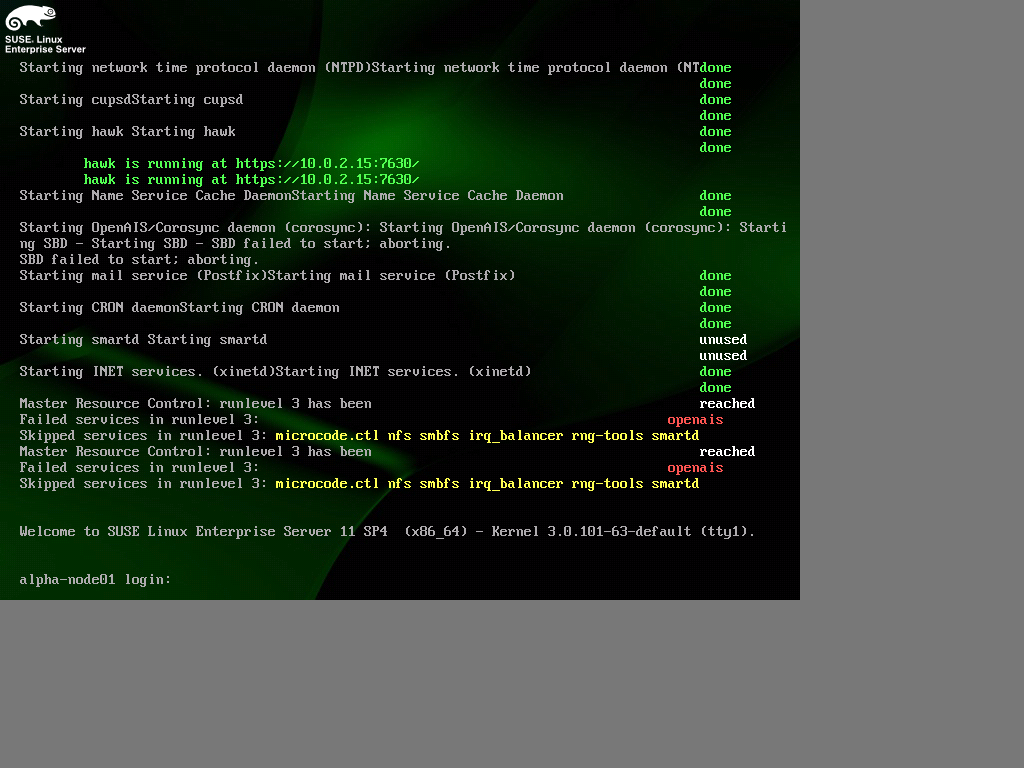 SUSE. Linux
Enterprise Server
Starting network time protocol daemon (NTPD)Starting network time protocol daemon (NTdone
done
Starting cupsdStarting cupsd done
done
Starting hawk Starting hawk done
done
hawk is running at https://10.0.2.15:7630/
hawk is running at https://10.0.2.15:7630/
Starting Name Service Cache DaemonStarting Name Service Cache Daemon done
done
Starting OpenAIS/Corosync daemon (corosync): Starting OpenAIS/Corosync daemon (corosync): Starti
ng SBD - Starting SBD - SBD failed to start; aborting.
SBD failed to start; aborting.
Starting mail service (Postfix)Starting mail service (Postfix) done
done
Starting CRON daemonStarting CRON daemon done
done
Starting smartd Starting smartd unused
unused
Starting INET services. (xinetd)Starting INET services. (xinetd) done
done
Master Resource Control: runlevel 3 has been reached
Failed services in runlevel 3: openais
Skipped services in runlevel 3: microcode.ctl nfs smbfs irq_balancer rng-tools smartd
Master Resource Control: runlevel 3 has been reached
Failed services in runlevel 3: openais
Skipped services in runlevel 3: microcode.ctl nfs smbfs irq_balancer rng-tools smartd
Welcome to SUSE Linux Enterprise Server 11 SP4  (x86_64) - Kernel 3.0.101-63-default (tty1).
alpha-node01 login: